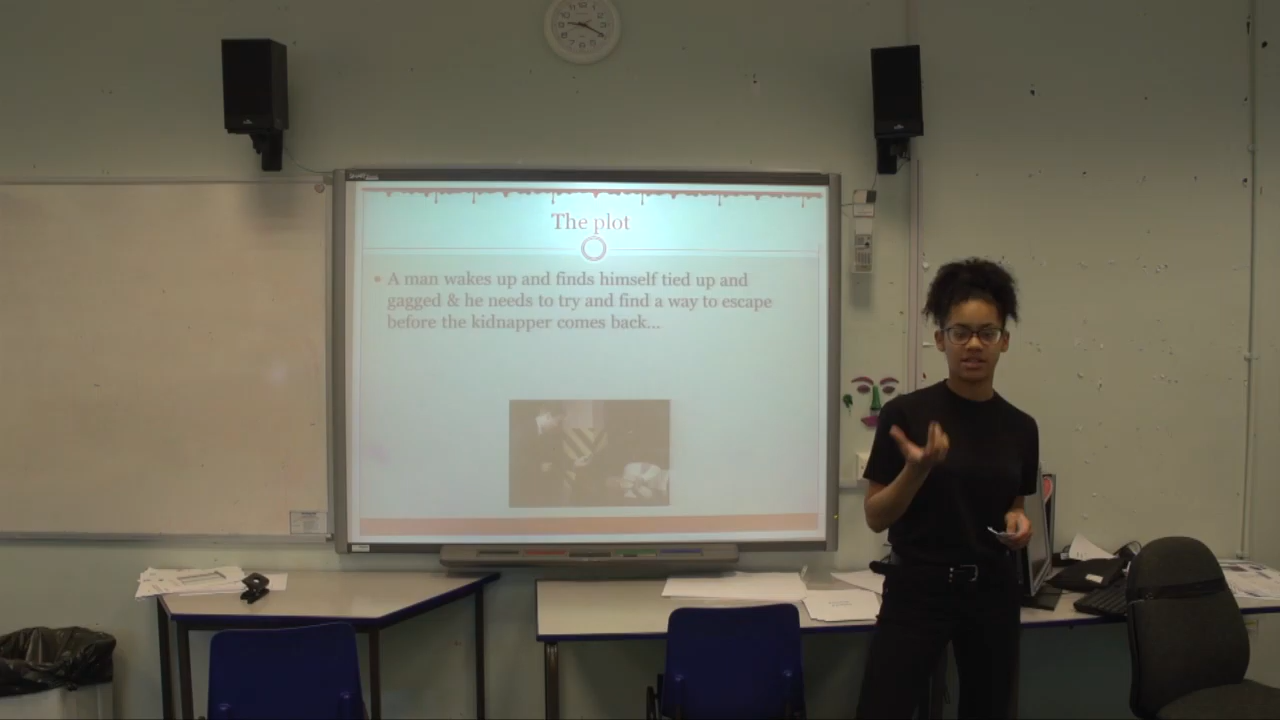 The plot
• A man wakes up and finds himself tied up and
gagged & he needs to try and find a way to escape
before the kidnapper comes back...